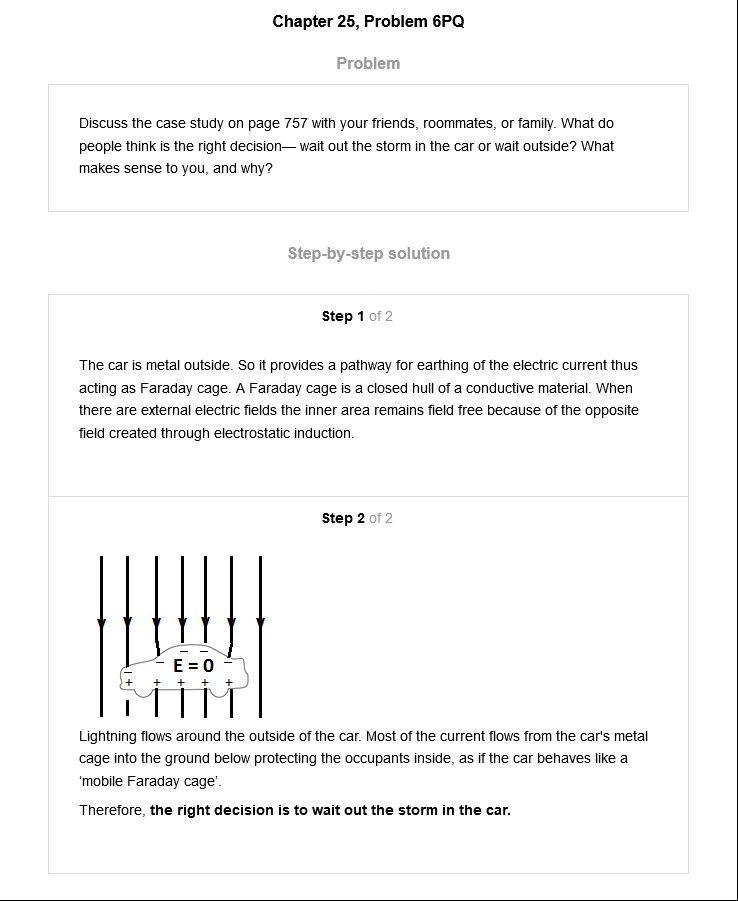 Chapter 25, Problem 6PQ
Problem
Discuss the case study on page 757 with your friends, roommates, or family. What do
people think is the right decision— wait out the storm in the car or wait outside? What
makes sense to you, and why?
Step-by-step solution
Step 1 of 2
The car is metal outside. So it provides a pathway for earthing of the electric current thus
acting as Faraday cage. A Faraday cage is a closed hull of a conductive material. When
there are external electric fields the inner area remains field free because of the opposite
field created through electrostatic induction.
Step 2 of 2
− −
− E = 0 −
−
+ + + + +
Lightning flows around the outside of the car. Most of the current flows from the car's metal
cage into the ground below protecting the occupants inside, as if the car behaves like a
‘mobile Faraday cage’.
Therefore, the right decision is to wait out the storm in the car.